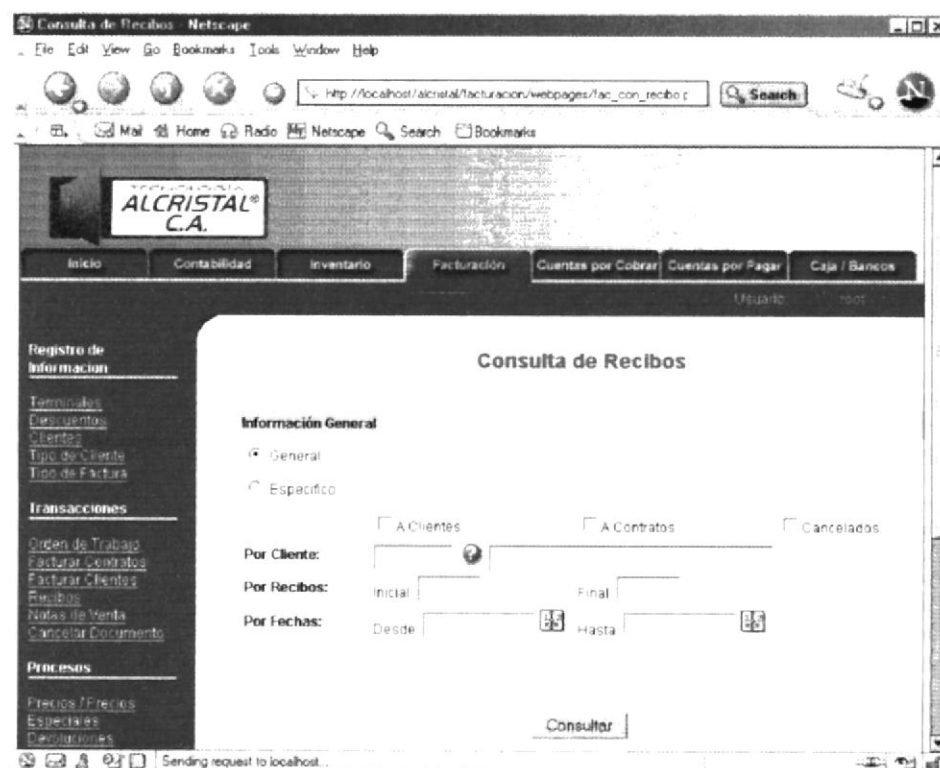 Consulta de Recibos - Netscape
File Edit View Go Bookmarks Tools Window Help
http://localhost/alcristal/facturacion/webpages/fac_con_recibo.p
Search
Mail Home Radio Netscape Search Bookmarks
ALCRISTAL®
C.A.
Inicio Contabilidad Inventario Facturación Cuentas por Cobrar Cuentas por Pagar Caja / Bancos
Usuario root
Registro de
Informacion
Terminales
Descuentos
Clientes
Tipo de Cliente
Tipo de Factura
Transacciones
Orden de Trabajo
Facturar Contratos
Facturar Clientes
Recibos
Notas de Venta
Cancelar Documento
Procesos
Precios / Precios
Especiales
Devoluciones
Consulta de Recibos
Información General
General
Especifico
A Clientes A Contratos Cancelados
Por Cliente:
Por Recibos: Inicial Final
Por Fechas: Desde Hasta
Consultar
Sending request to localhost...